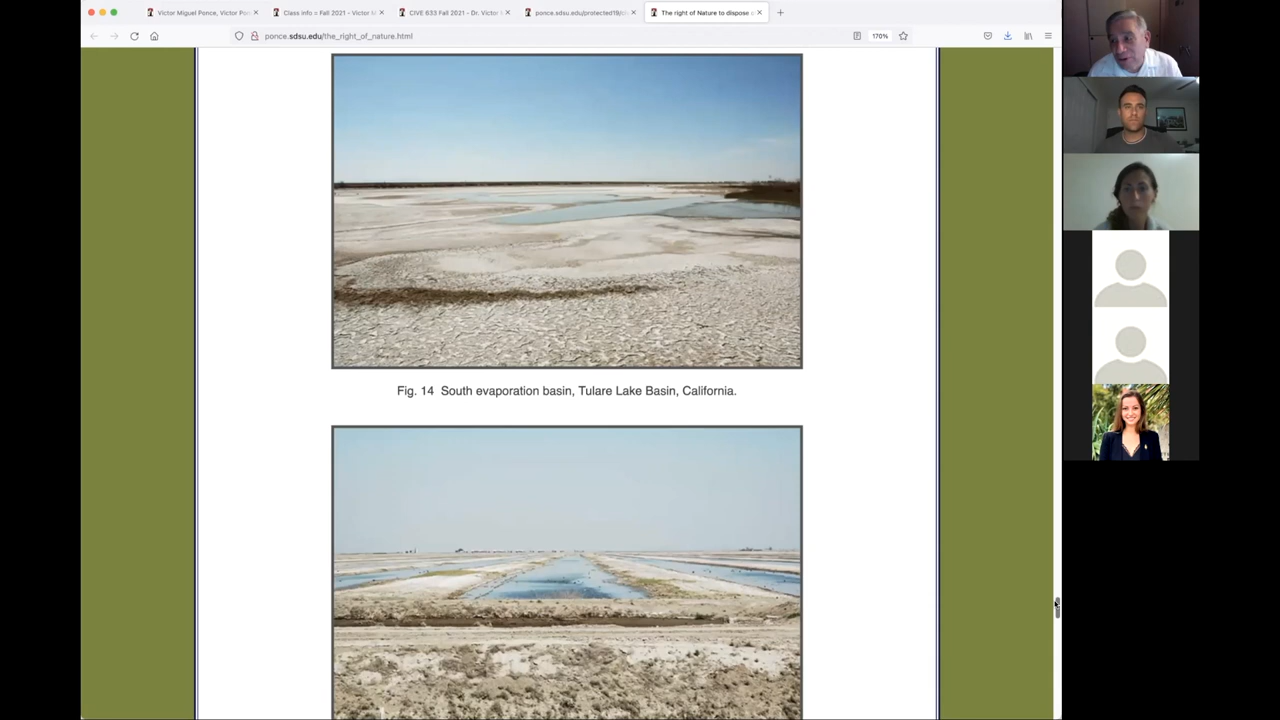 Victor Miguel Ponce, Victor Pon
Class info = Fall 2021 - Victor M
CIVE 633 Fall 2021 - Dr. Victor
ponce.sdsu.edu/protected19/
The right of Nature to dispose
ponce.sdsu.edu/the_right_of_nature.html
170%
Fig. 14 South evaporation basin, Tulare Lake Basin, California.